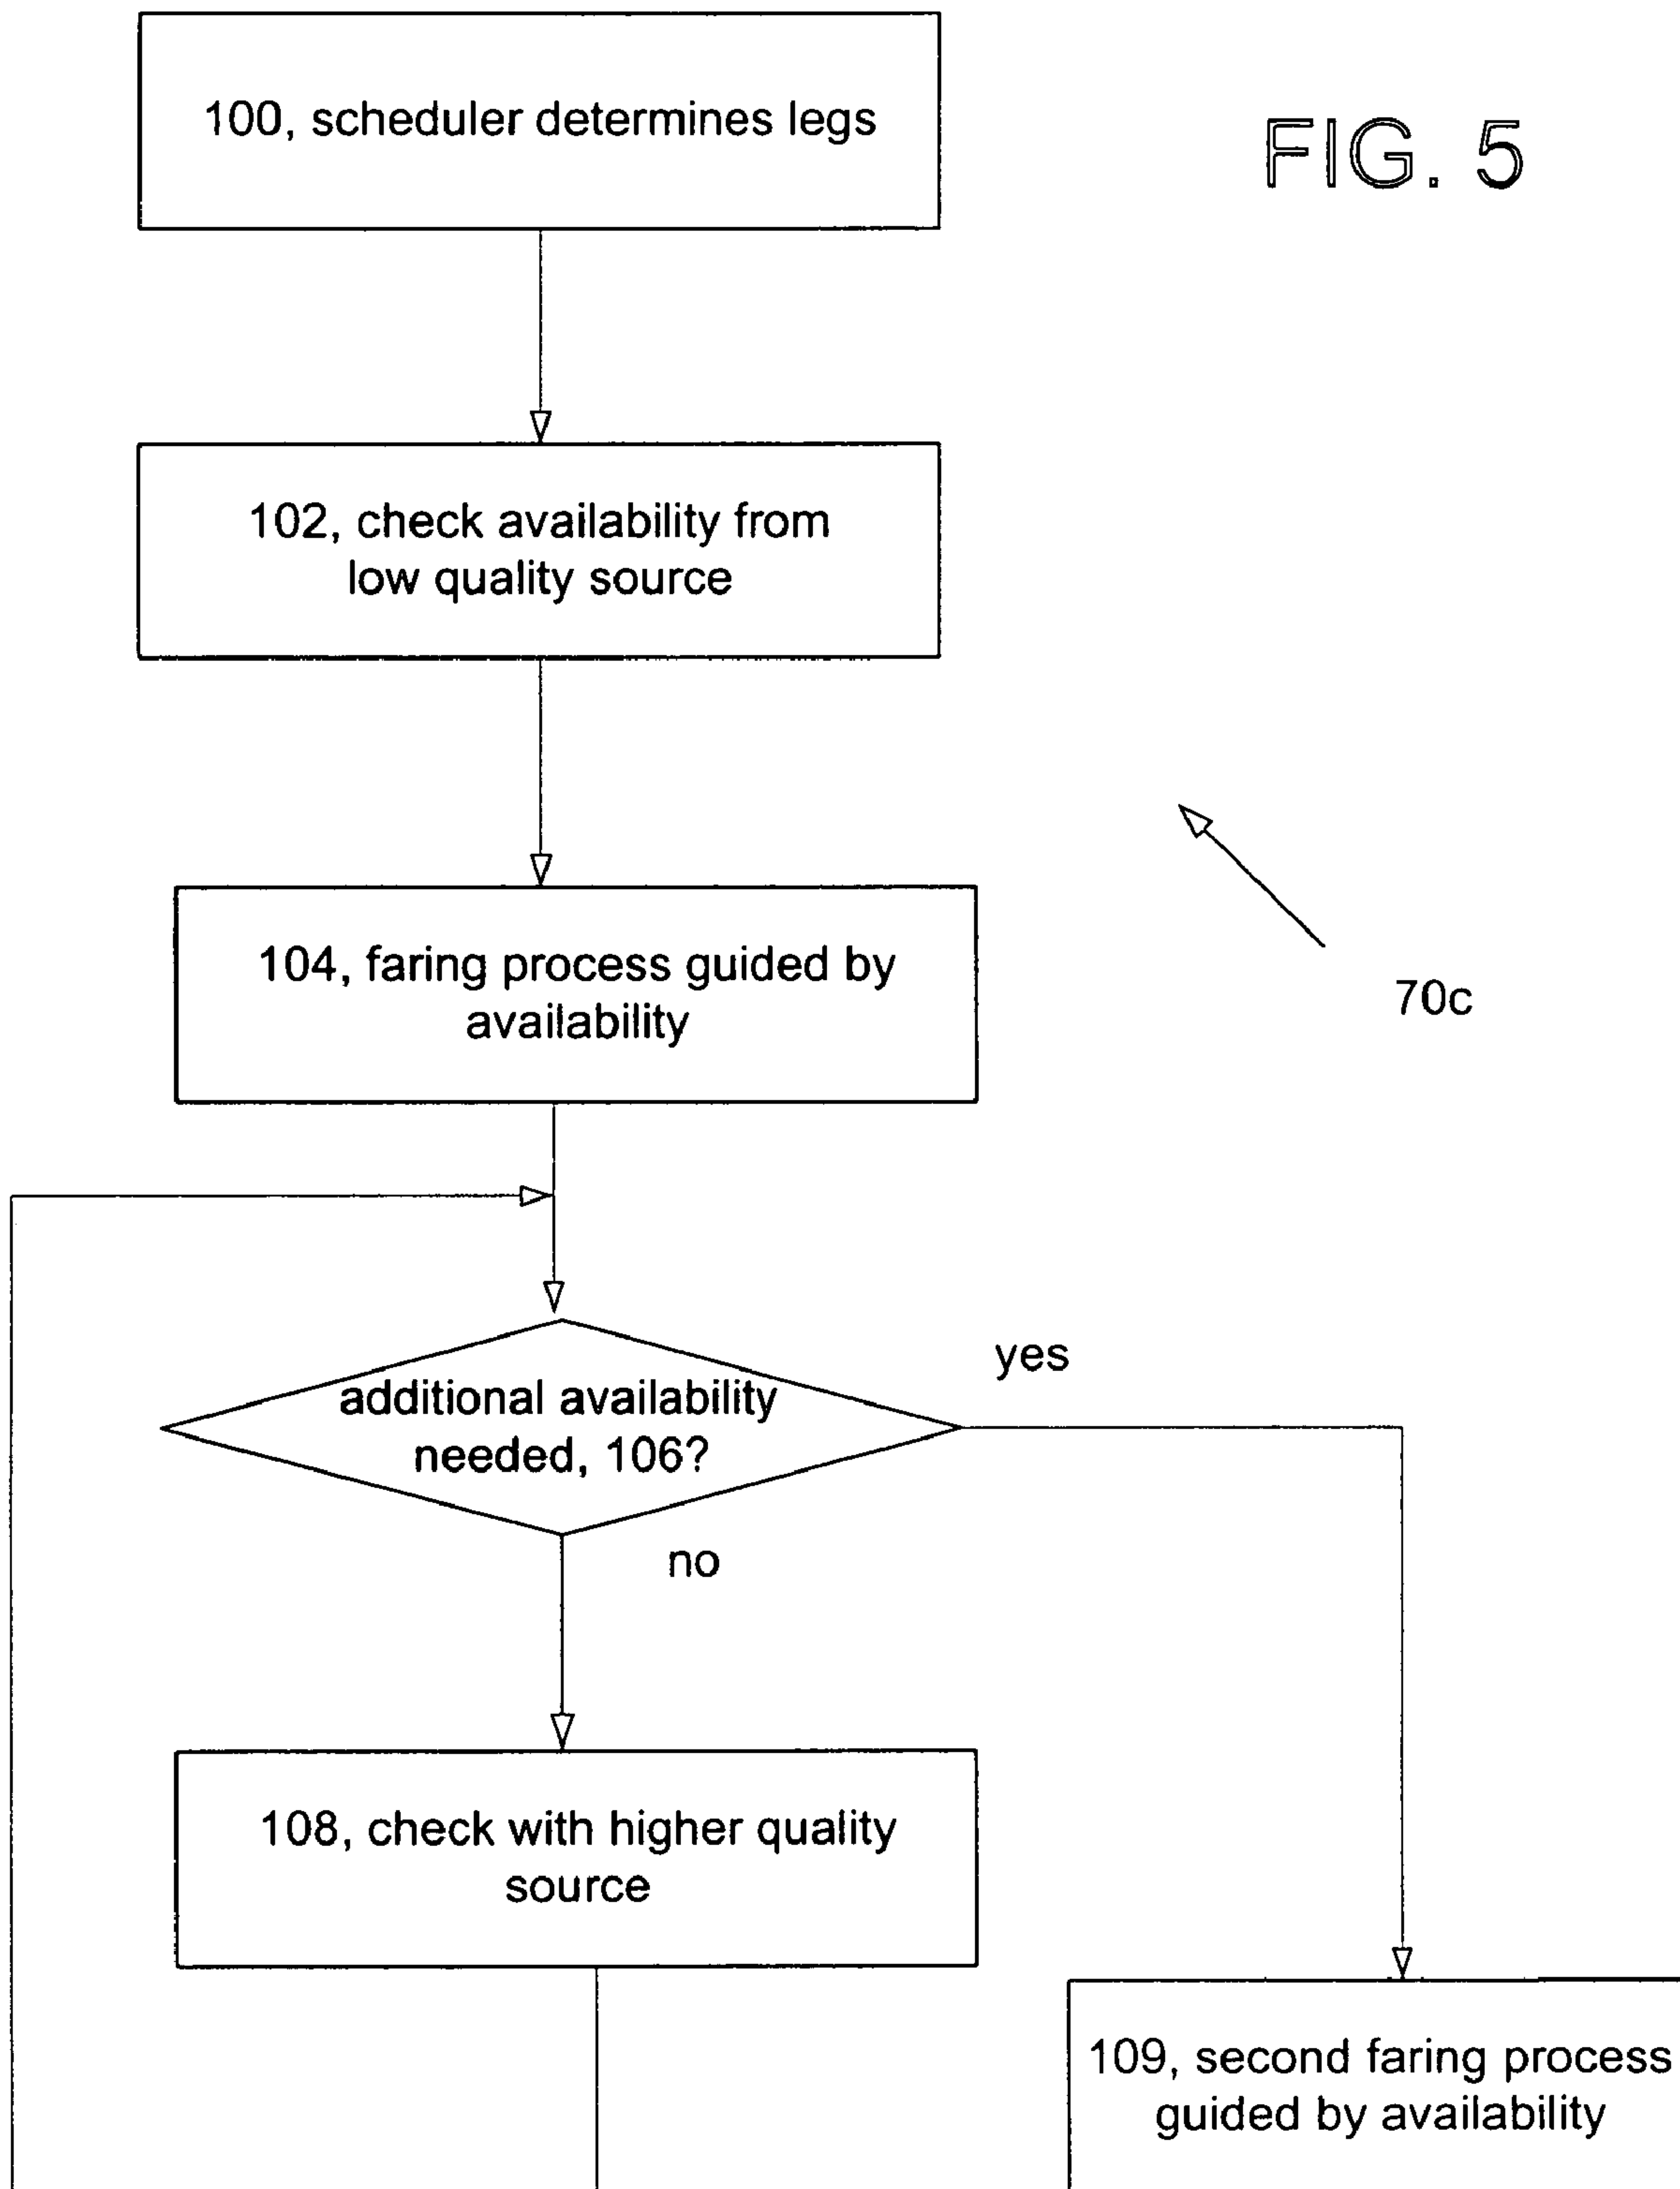 FIG. 5
100, scheduler determines legs
102, check availability from
low quality source
104, faring process guided by
availability
70c
additional availability
needed, 106?
yes
no
108, check with higher quality
source
109, second faring process
guided by availability